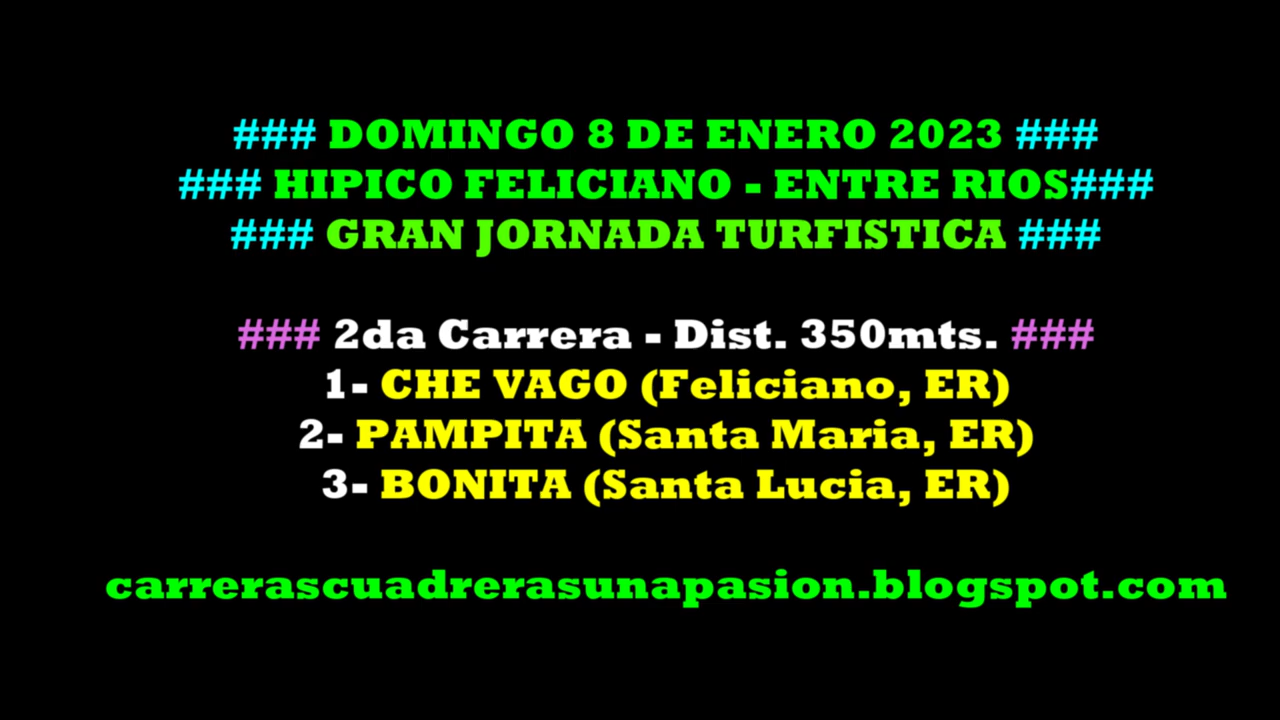 ### DOMINGO 8 DE ENERO 2023 ###
### HIPICO FELICIANO - ENTRE RIOS###
### GRAN JORNADA TURFISTICA ###
### 2da Carrera - Dist. 350mts. ###
1- CHE VAGO (Feliciano, ER)
2- PAMPITA (Santa Maria, ER)
3- BONITA (Santa Lucia, ER)
carrerascuadrerasunapasion.blogspot.com